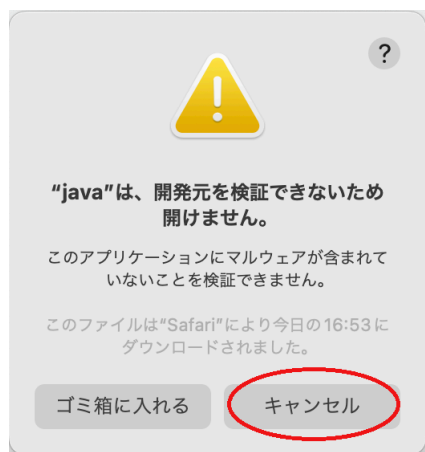 ?
“java”は、開発元を検証できないため
開けません。
このアプリケーションにマルウェアが含まれて
いないことを検証できません。
このファイルは“Safari”により今日の16:53に
ダウンロードされました。
ゴミ箱に入れる
キャンセル